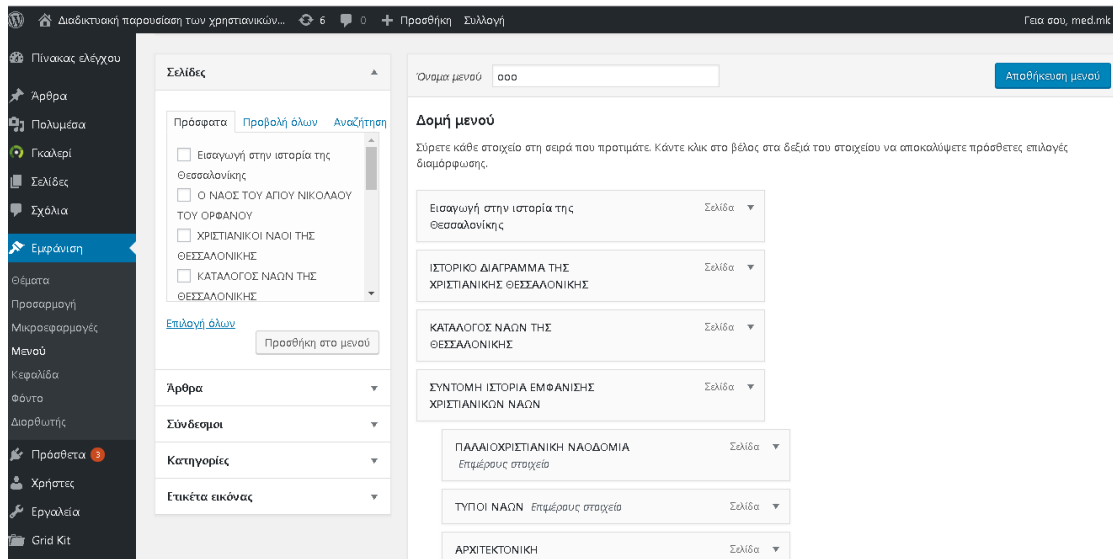 Διαδικτυακή παρουσίαση των χρηστιανικών... 6 0 + Προσθήκη Συλλογή Γεια σου, med.mk
Πίνακας ελέγχου
Άρθρα
Πολυμέσα
Γκαλερί
Σελίδες
Σχόλια
Εμφάνιση
Θέματα
Προσαρμογή
Μικροεφαρμογές
Μενού
Κεφαλίδα
Φόντο
Διορθωτής
Πρόσθετα 3
Χρήστες
Εργαλεία
Grid Kit
Σελίδες
Πρόσφατα Προβολή όλων Αναζήτηση
Εισαγωγή στην ιστορία της
Θεσσαλονίκης
Ο ΝΑΟΣ ΤΟΥ ΑΓΙΟΥ ΝΙΚΟΛΑΟΥ
ΤΟΥ ΟΡΦΑΝΟΥ
ΧΡΙΣΤΙΑΝΙΚΟΙ ΝΑΟΙ ΤΗΣ
ΘΕΣΣΑΛΟΝΙΚΗΣ
ΚΑΤΑΛΟΓΟΣ ΝΑΩΝ ΤΗΣ
ΘΕΣΣΑΛΟΝΙΚΗΣ
Επιλογή όλων
Προσθήκη στο μενού
Άρθρα
Σύνδεσμοι
Κατηγορίες
Ετικέτα εικόνας
Όνομα μενού ooo Αποθήκευση μενού
Δομή μενού
Σύρετε κάθε στοιχείο στη σειρά που προτιμάτε. Κάντε κλικ στο βέλος στα δεξιά του στοιχείου να αποκαλύψετε πρόσθετες επιλογές
διαμόρφωσης.
Εισαγωγή στην ιστορία της Σελίδα
Θεσσαλονίκης
ΙΣΤΟΡΙΚΟ ΔΙΑΓΡΑΜΜΑ ΤΗΣ Σελίδα
ΧΡΙΣΤΙΑΝΙΚΗΣ ΘΕΣΣΑΛΟΝΙΚΗΣ
ΚΑΤΑΛΟΓΟΣ ΝΑΩΝ ΤΗΣ Σελίδα
ΘΕΣΣΑΛΟΝΙΚΗΣ
ΣΥΝΤΟΜΗ ΙΣΤΟΡΙΑ ΕΜΦΑΝΙΣΗΣ Σελίδα
ΧΡΙΣΤΙΑΝΙΚΩΝ ΝΑΩΝ
ΠΑΛΑΙΟΧΡΙΣΤΙΑΝΙΚΗ ΝΑΟΔΟΜΙΑ Σελίδα
Επιμέρους στοιχείο
ΤΥΠΟΙ ΝΑΩΝ Επιμέρους στοιχείο Σελίδα
ΑΡΧΙΤΕΚΤΟΝΙΚΗ Σελίδα